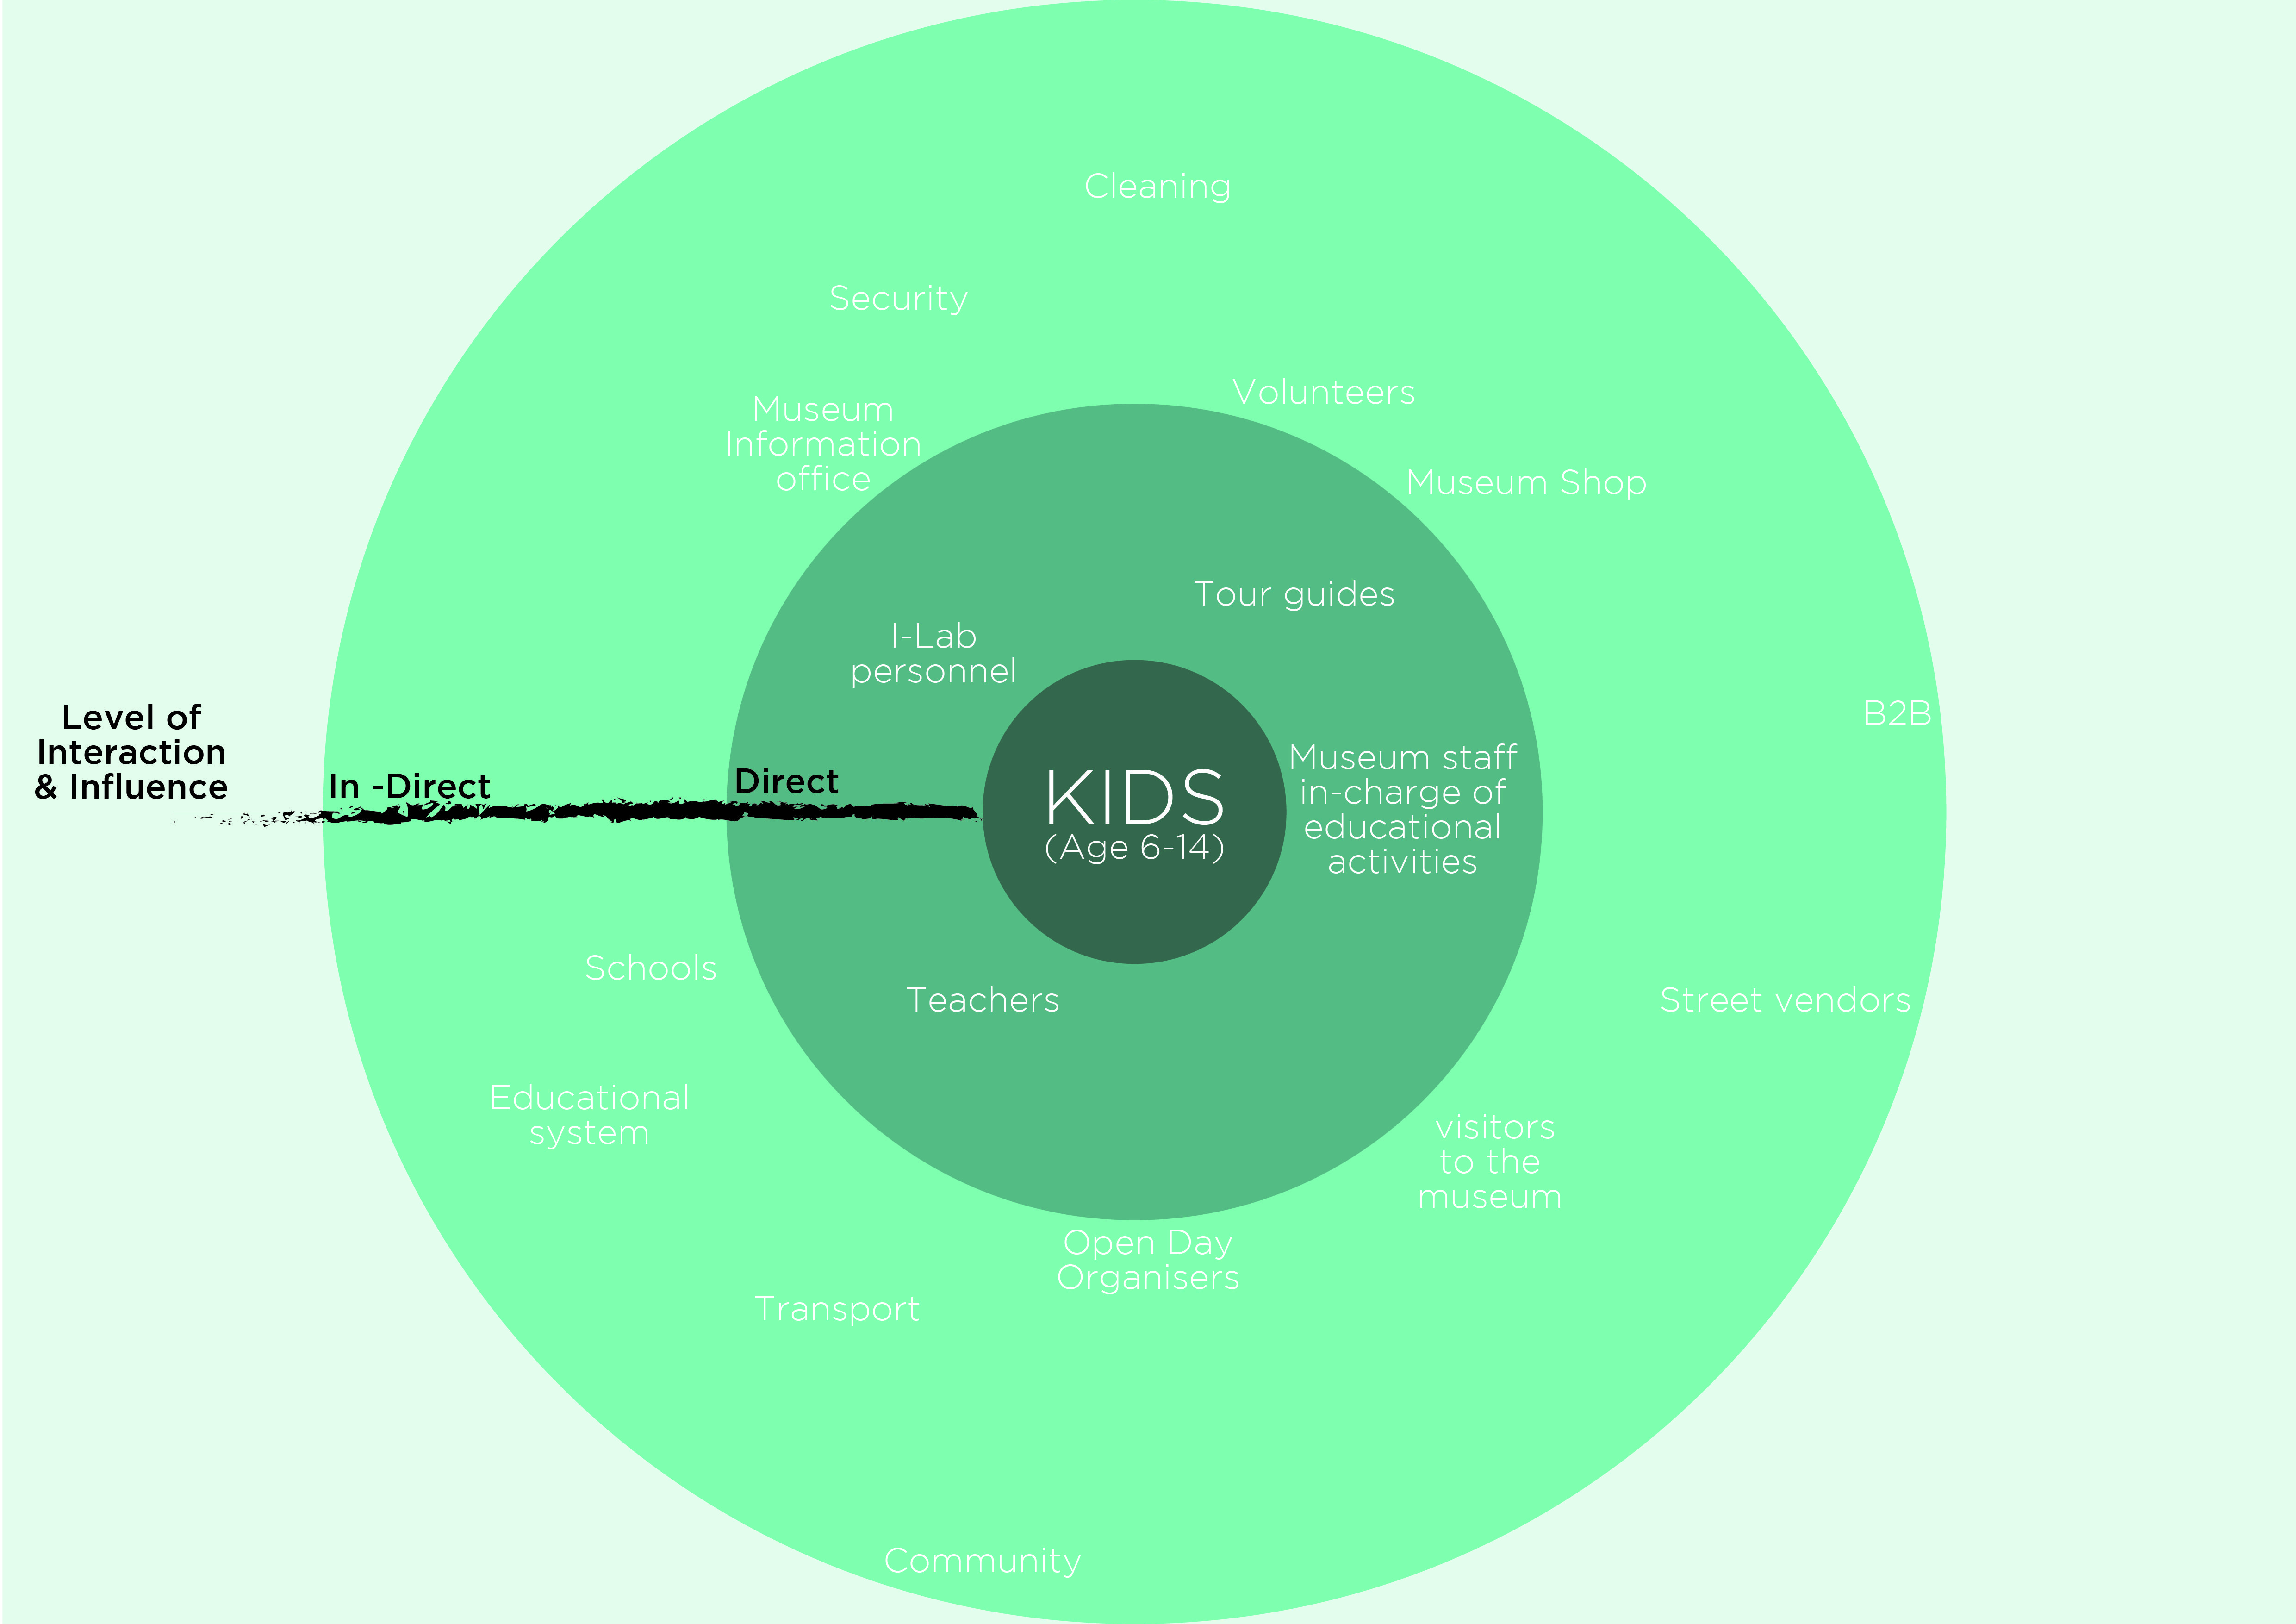 Cleaning
Security
Volunteers
Museum
Information
office
Museum Shop
Tour guides
I-Lab
personnel
B2B
Level of
Interaction
& Influence
In -Direct
Direct
KIDS
(Age 6-14)
Museum staff
in-charge of
educational
activities
Schools
Teachers
Street vendors
Educational
system
visitors
to the
museum
Open Day
Organisers
Transport
Community